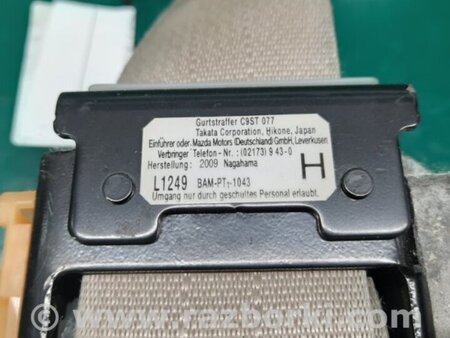 Gurtstraffer C9ST 077
Takata Corporation, Hikone, Japan
Einführer oder Mazda Motors (Deutschland) GmbH, Leverkusen
Verbringer Telefon-Nr.: (02173) 9 43-0
Herstellung: 2009 Nagahama
H
L1249 BAM-PT₁-1043
Umgang nur durch geschultes Personal erlaubt.
www.razborki.com